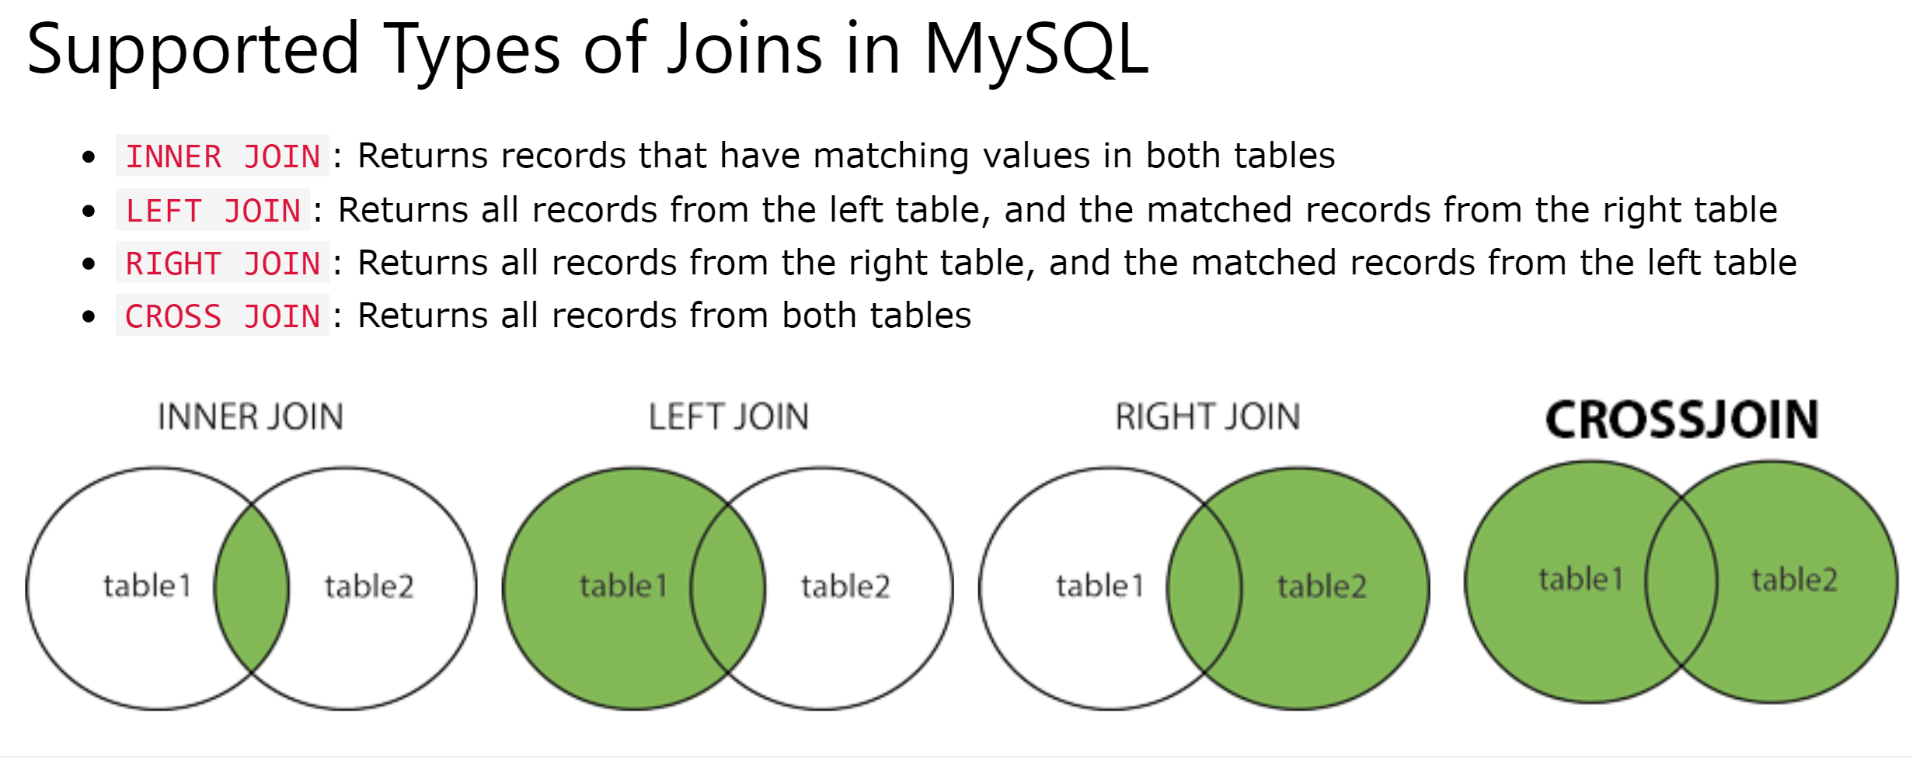 Supported Types of Joins in MySQL
INNER JOIN: Returns records that have matching values in both tables
LEFT JOIN: Returns all records from the left table, and the matched records from the right table
RIGHT JOIN: Returns all records from the right table, and the matched records from the left table
CROSS JOIN: Returns all records from both tables
INNER JOIN
LEFT JOIN
RIGHT JOIN
CROSSJOIN
table1
table2
table1
table2
table1
table2
table1
table2